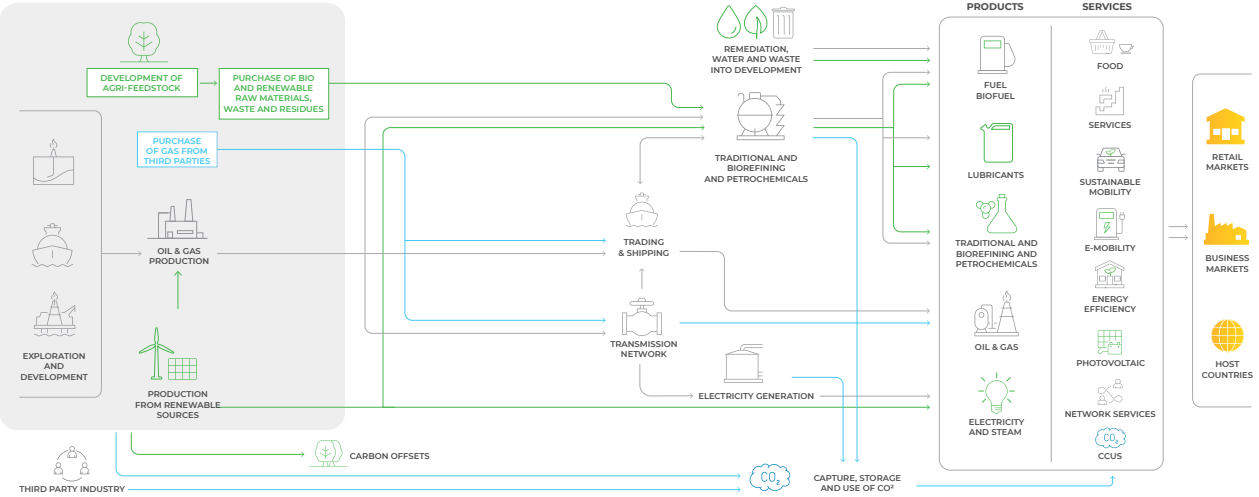 PRODUCTS
SERVICES
DEVELOPMENT OF
AGRI-FEEDSTOCK
PURCHASE OF BIO
AND RENEWABLE
RAW MATERIALS,
WASTE AND RESIDUES
PURCHASE
OF GAS FROM
THIRD PARTIES
OIL & GAS
PRODUCTION
EXPLORATION
AND
DEVELOPMENT
PRODUCTION
FROM RENEWABLE
SOURCES
THIRD PARTY INDUSTRY
CARBON OFFSETS
REMEDIATION,
WATER AND WASTE
INTO DEVELOPMENT
TRADITIONAL AND
BIOREFINING
AND PETROCHEMICALS
TRADING
& SHIPPING
TRANSMISSION
NETWORK
ELECTRICITY GENERATION
CO₂
CAPTURE, STORAGE
AND USE OF CO²
FUEL
BIOFUEL
LUBRICANTS
TRADITIONAL AND
BIOREFINING AND
PETROCHEMICALS
OIL & GAS
ELECTRICITY
AND STEAM
FOOD
SERVICES
SUSTAINABLE
MOBILITY
E-MOBILITY
ENERGY
EFFICIENCY
PHOTOVOLTAIC
NETWORK SERVICES
CO₂
CCUS
RETAIL
MARKETS
BUSINESS
MARKETS
HOST
COUNTRIES